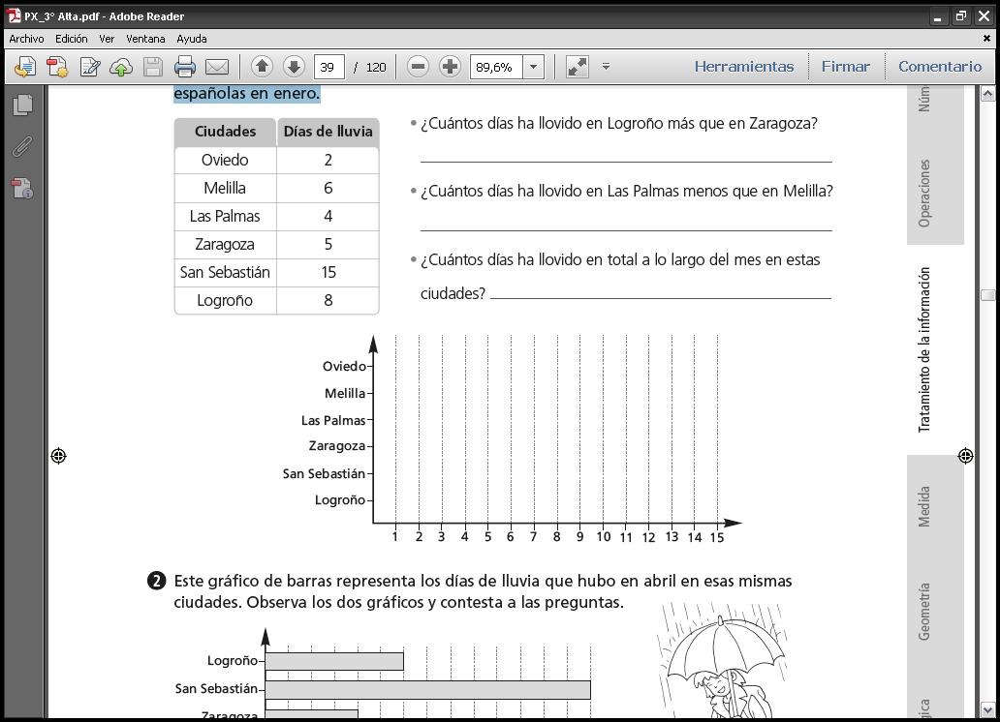 PX_3º Alta.pdf - Adobe Reader
Archivo Edición Ver Ventana Ayuda
39 / 120 89,6% Herramientas Firmar Comentario
españolas en enero.
Ciudades Días de lluvia
Oviedo 2
Melilla 6
Las Palmas 4
Zaragoza 5
San Sebastián 15
Logroño 8
• ¿Cuántos días ha llovido en Logroño más que en Zaragoza?
• ¿Cuántos días ha llovido en Las Palmas menos que en Melilla?
• ¿Cuántos días ha llovido en total a lo largo del mes en estas
ciudades?
Oviedo
Melilla
Las Palmas
Zaragoza
San Sebastián
Logroño
1 2 3 4 5 6 7 8 9 10 11 12 13 14 15
2 Este gráfico de barras representa los días de lluvia que hubo en abril en esas mismas
ciudades. Observa los dos gráficos y contesta a las preguntas.
Logroño
San Sebastián
Zaragoza
Operaciones
Tratamiento de la información
Medida
Geometría